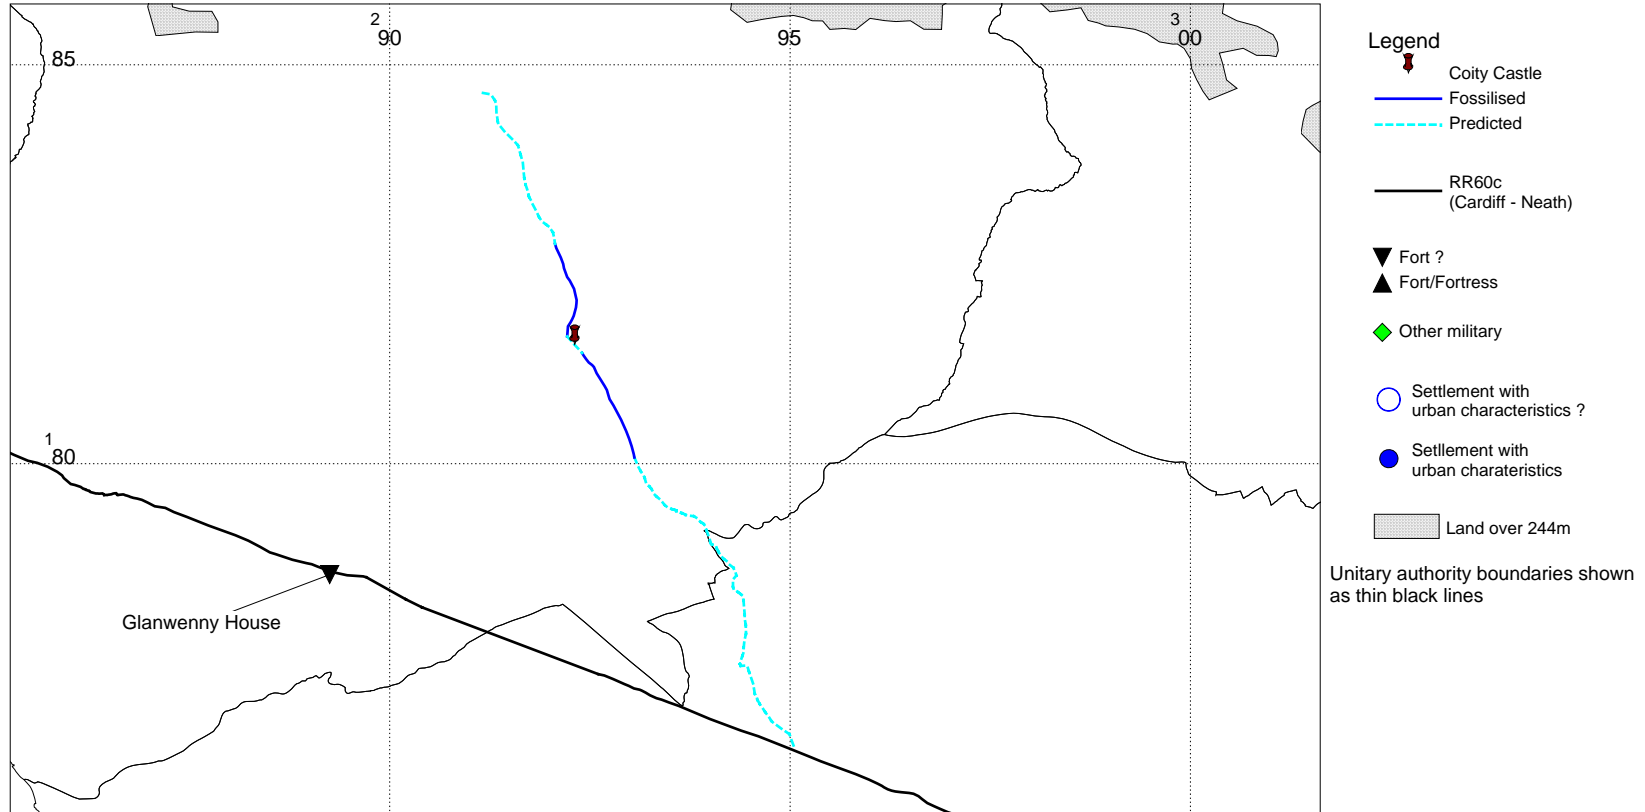 2
90
95
3
00
85
1
80
Glanwenny House
Legend
Coity Castle
Fossilised
Predicted
RR60c
(Cardiff - Neath)
Fort ?
Fort/Fortress
Other military
Settlement with
urban characteristics ?
Setllement with
urban charateristics
Land over 244m
Unitary authority boundaries shown
as thin black lines